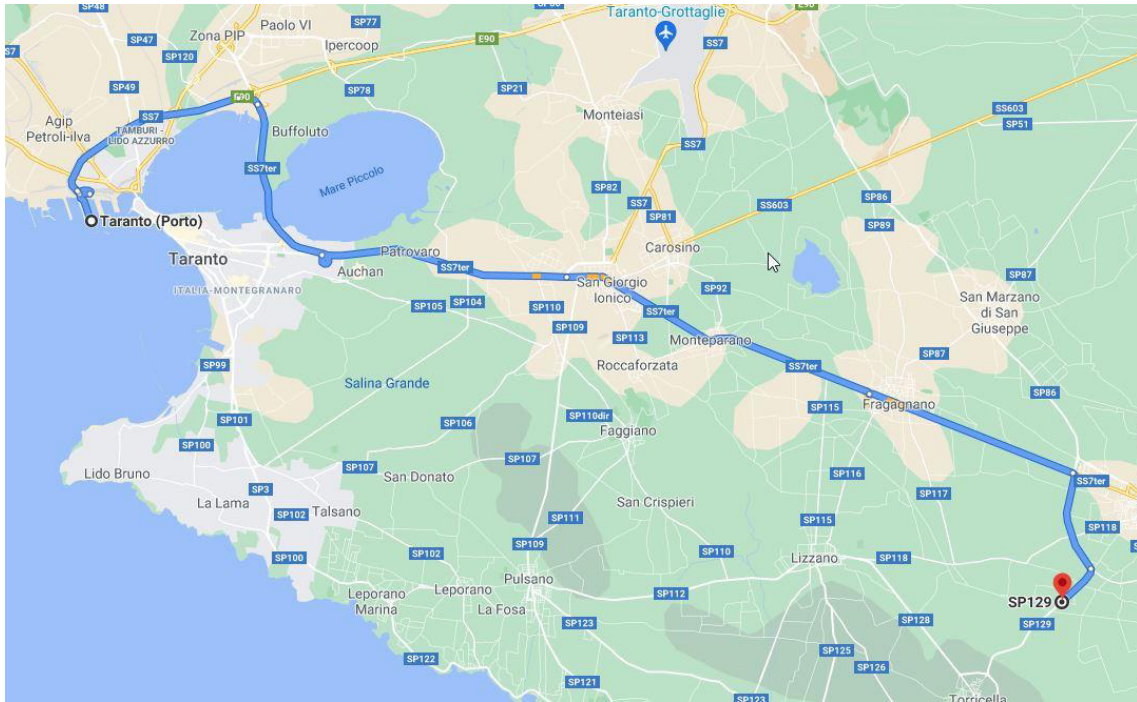 SP48
SP77
Paolo VI
Taranto-Grottaglie
E90
Zona PIP
E90
SP47
Ipercoop
SS7
SS7
SP120
SP49
SP21
SP78
E90
SS603
SS7
Agip
Petroli-ilva
TAMBURI -
LIDO AZZURRO
Buffoluto
Monteiasi
SP51
SS7
SS7ter
Mare Piccolo
SP82
SP86
SS7
SP81
SS603
SP89
Taranto (Porto)
Carosino
Patrovaro
Taranto
Auchan
SS7ter
San Giorgio
Ionico
SP92
SP87
ITALIA-MONTEGRANARO
SP105
SP104
SP110
SS7ter
San Marzano
di San
Giuseppe
SP109
SP113
Monteparano
SP87
SP99
Roccaforzata
SS7ter
Salina Grande
SP86
SP101
SP110dir
SP115
Fragagnano
SP106
Faggiano
SP100
SP107
SP107
Lido Bruno
San Donato
SP116
SS7ter
SP3
SP117
La Lama
San Crispieri
SP102
Talsano
SP111
SP115
SP118
SP109
SP110
SP100
SP102
Lizzano
SP118
Pulsano
Leporano
Marina
Leporano
SP112
SP129
La Fosa
SP123
SP128
SP129
SP125
SP122
SP126
SP121
SP123
Torricella